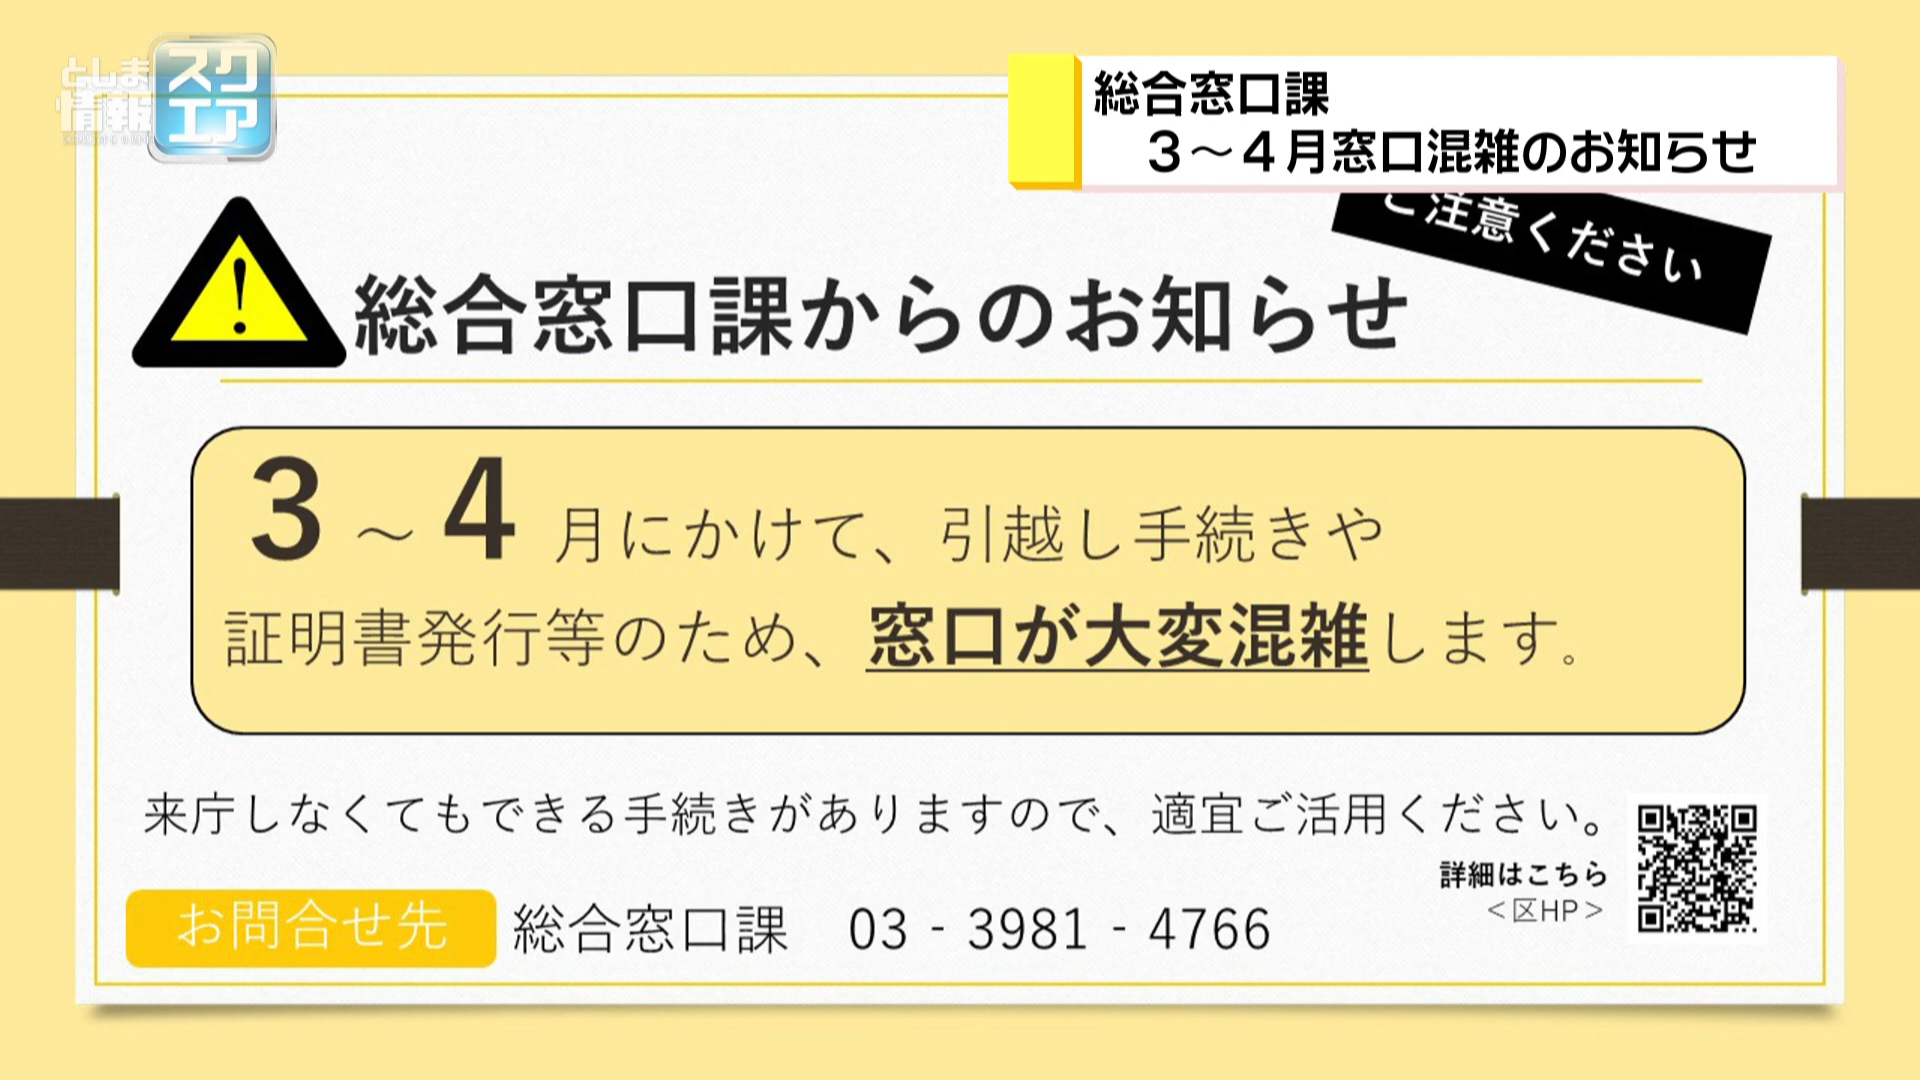 としま
情報
スク
エア
総合窓口課
3～4月窓口混雑のお知らせ
ご注意ください
総合窓口課からのお知らせ
3～4月にかけて、引越し手続きや
証明書発行等のため、窓口が大変混雑します。
来庁しなくてもできる手続きがありますので、適宜ご活用ください。
詳細はこちら
＜区HP＞
お問合せ先 総合窓口課 03 - 3981 - 4766